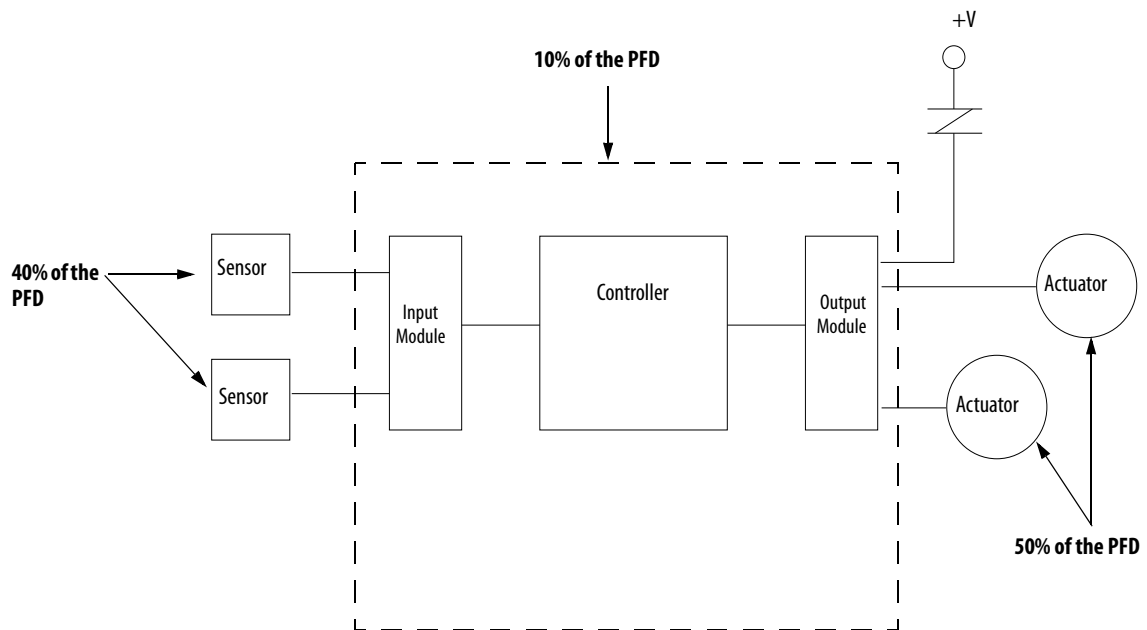 +V
10% of the PFD
40% of the
PFD
Sensor
Sensor
Input
Module
Controller
Output
Module
Actuator
Actuator
50% of the PFD